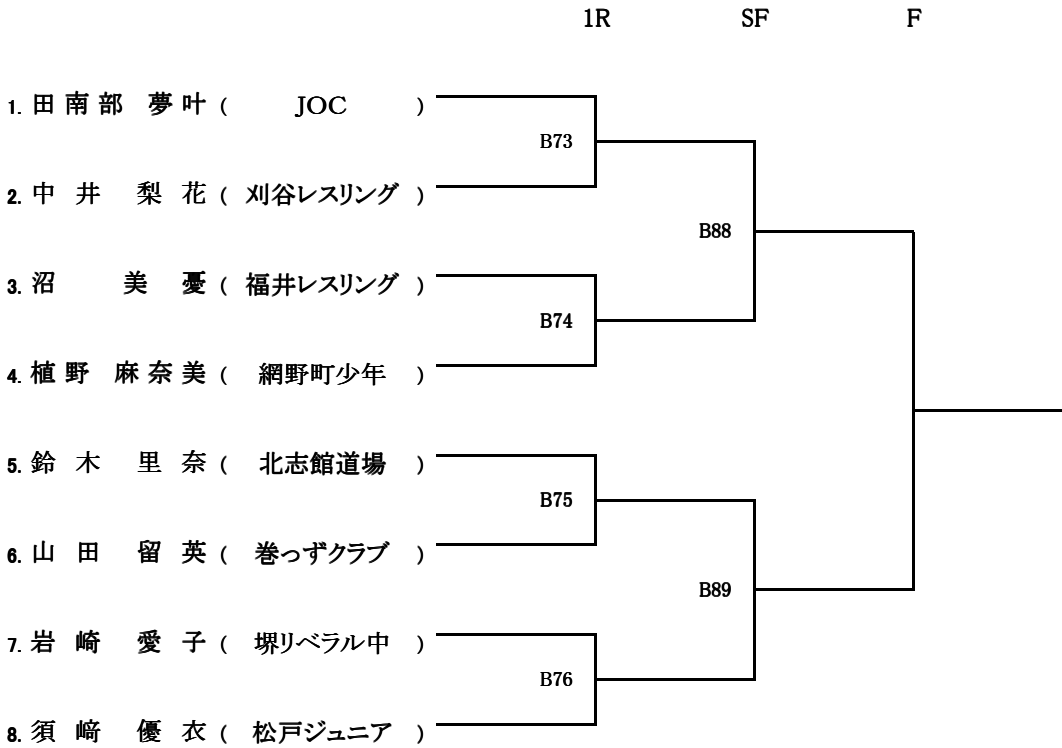 1R SF F
1. 田南部 夢叶 ( JOC )
B73
2. 中井 梨花 ( 刈谷レスリング )
B88
3. 沼 美憂 ( 福井レスリング )
B74
4. 植野 麻奈美 ( 網野町少年 )
5. 鈴木 里奈 ( 北志館道場 )
B75
6. 山田 留英 ( 巻っずクラブ )
B89
7. 岩崎 愛子 ( 堺リベラル中 )
B76
8. 須﨑 優衣 ( 松戸ジュニア )